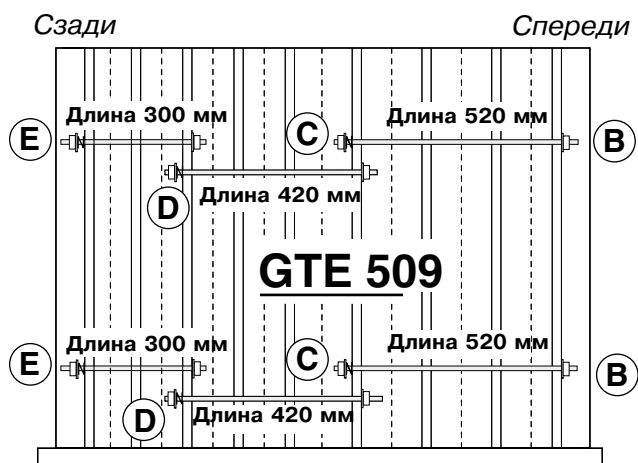 Сзади
Спереди
Длина 300 мм
Длина 520 мм
E
C
B
D
Длина 420 мм
GTE 509
Длина 300 мм
Длина 520 мм
E
C
B
D
Длина 420 мм